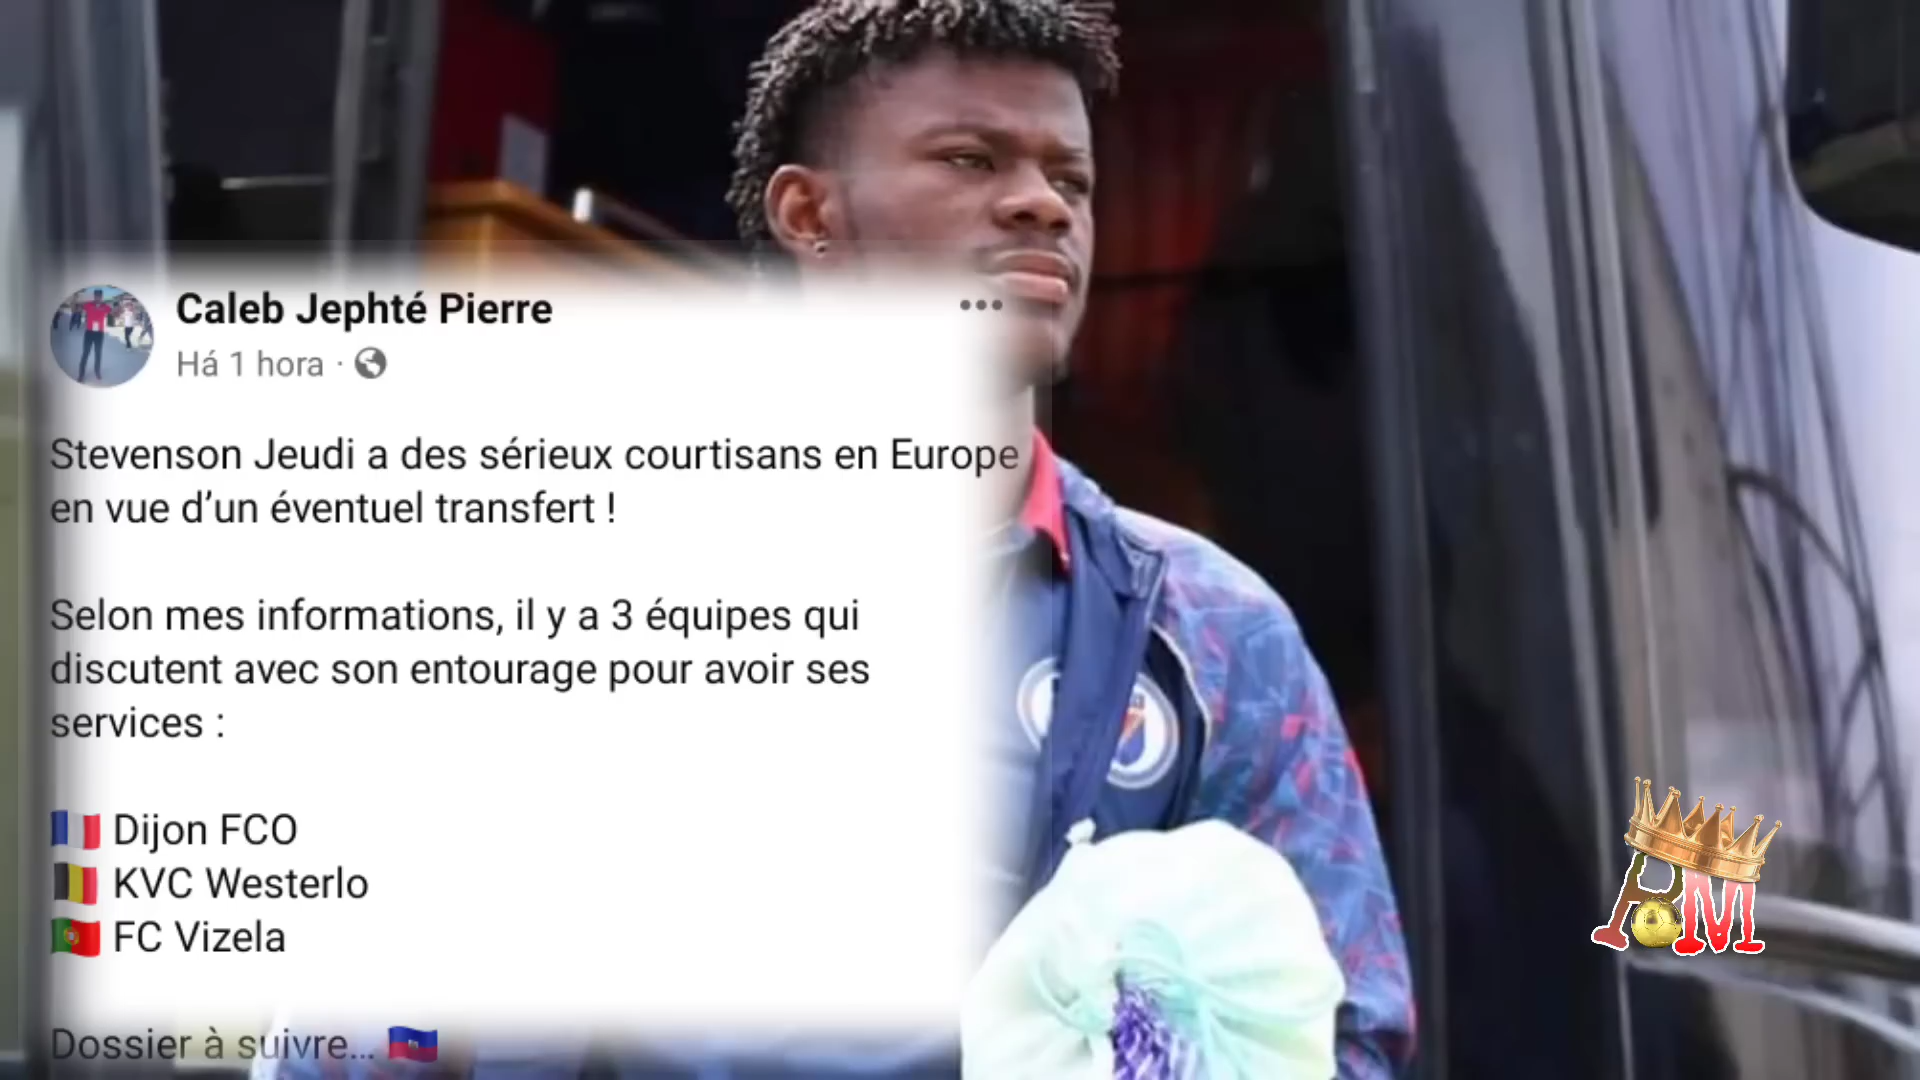 Caleb Jephté Pierre
Há 1 hora ·
Stevenson Jeudi a des sérieux courtisans en Europe
en vue d’un éventuel transfert !
Selon mes informations, il y a 3 équipes qui
discutent avec son entourage pour avoir ses
services :
🇫🇷 Dijon FCO
🇧🇪 KVC Westerlo
🇵🇹 FC Vizela
Dossier à suivre... 🇭🇹